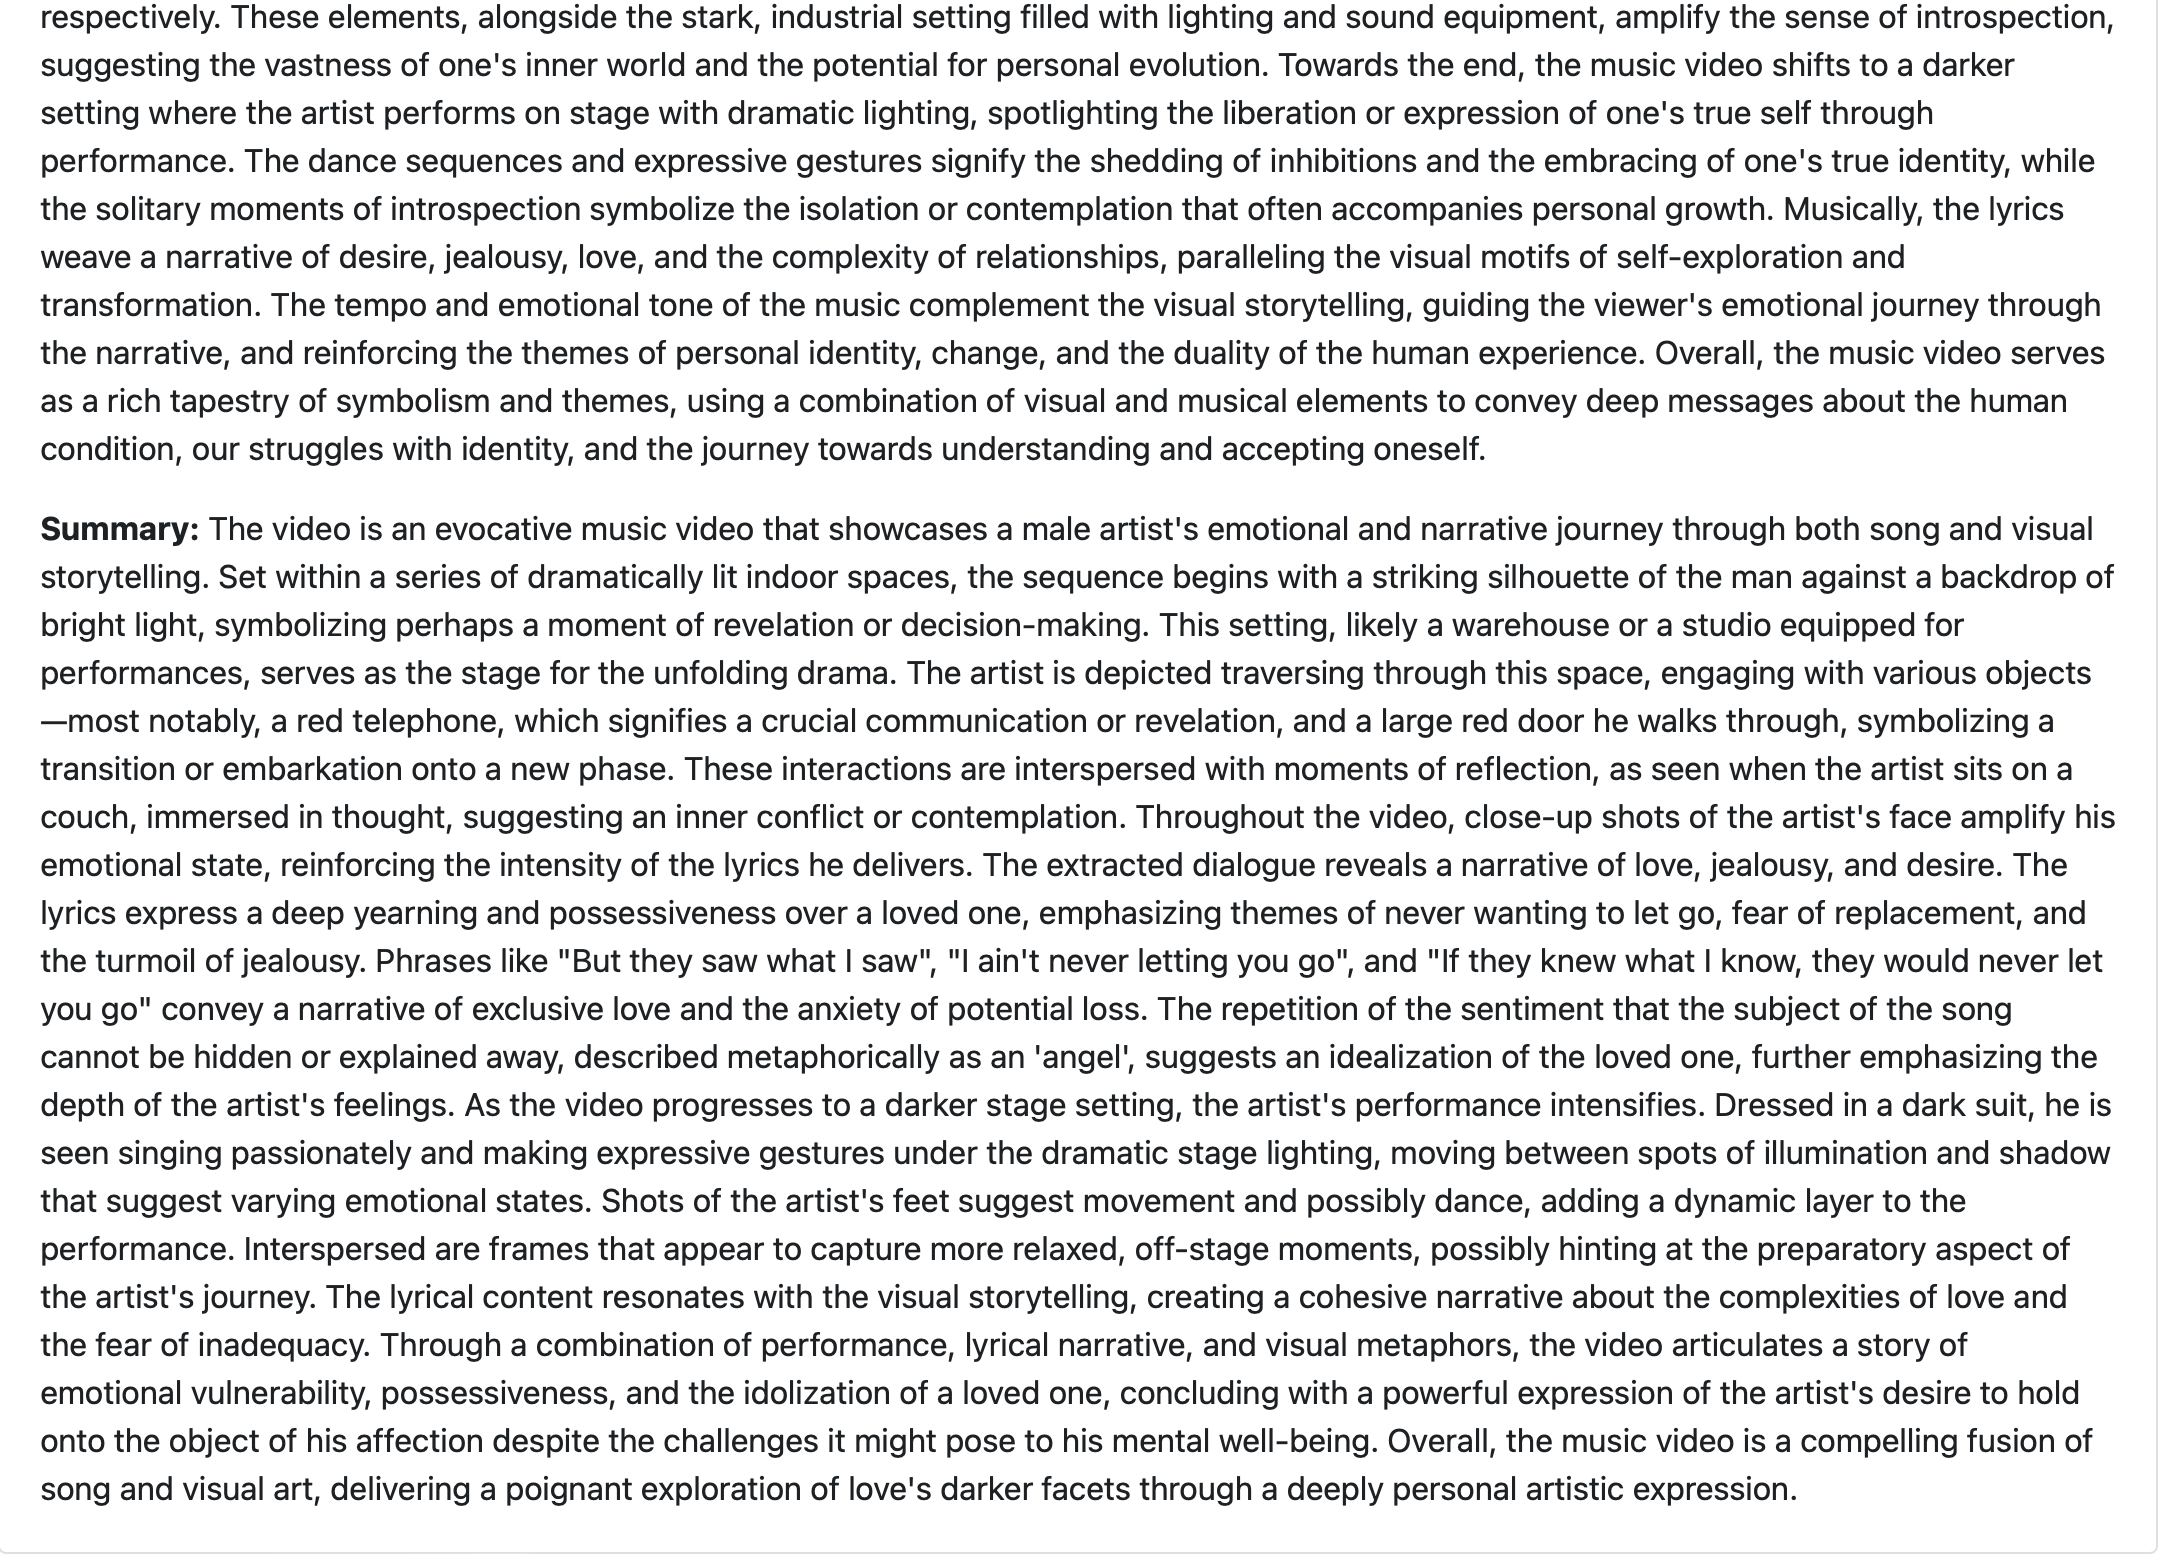 respectively. These elements, alongside the stark, industrial setting filled with lighting and sound equipment, amplify the sense of introspection,
suggesting the vastness of one's inner world and the potential for personal evolution. Towards the end, the music video shifts to a darker
setting where the artist performs on stage with dramatic lighting, spotlighting the liberation or expression of one's true self through
performance. The dance sequences and expressive gestures signify the shedding of inhibitions and the embracing of one's true identity, while
the solitary moments of introspection symbolize the isolation or contemplation that often accompanies personal growth. Musically, the lyrics
weave a narrative of desire, jealousy, love, and the complexity of relationships, paralleling the visual motifs of self-exploration and
transformation. The tempo and emotional tone of the music complement the visual storytelling, guiding the viewer's emotional journey through
the narrative, and reinforcing the themes of personal identity, change, and the duality of the human experience. Overall, the music video serves
as a rich tapestry of symbolism and themes, using a combination of visual and musical elements to convey deep messages about the human
condition, our struggles with identity, and the journey towards understanding and accepting oneself.
Summary: The video is an evocative music video that showcases a male artist's emotional and narrative journey through both song and visual
storytelling. Set within a series of dramatically lit indoor spaces, the sequence begins with a striking silhouette of the man against a backdrop of
bright light, symbolizing perhaps a moment of revelation or decision-making. This setting, likely a warehouse or a studio equipped for
performances, serves as the stage for the unfolding drama. The artist is depicted traversing through this space, engaging with various objects
—most notably, a red telephone, which signifies a crucial communication or revelation, and a large red door he walks through, symbolizing a
transition or embarkation onto a new phase. These interactions are interspersed with moments of reflection, as seen when the artist sits on a
couch, immersed in thought, suggesting an inner conflict or contemplation. Throughout the video, close-up shots of the artist's face amplify his
emotional state, reinforcing the intensity of the lyrics he delivers. The extracted dialogue reveals a narrative of love, jealousy, and desire. The
lyrics express a deep yearning and possessiveness over a loved one, emphasizing themes of never wanting to let go, fear of replacement, and
the turmoil of jealousy. Phrases like "But they saw what I saw", "I ain't never letting you go", and "If they knew what I know, they would never let
you go" convey a narrative of exclusive love and the anxiety of potential loss. The repetition of the sentiment that the subject of the song
cannot be hidden or explained away, described metaphorically as an 'angel', suggests an idealization of the loved one, further emphasizing the
depth of the artist's feelings. As the video progresses to a darker stage setting, the artist's performance intensifies. Dressed in a dark suit, he is
seen singing passionately and making expressive gestures under the dramatic stage lighting, moving between spots of illumination and shadow
that suggest varying emotional states. Shots of the artist's feet suggest movement and possibly dance, adding a dynamic layer to the
performance. Interspersed are frames that appear to capture more relaxed, off-stage moments, possibly hinting at the preparatory aspect of
the artist's journey. The lyrical content resonates with the visual storytelling, creating a cohesive narrative about the complexities of love and
the fear of inadequacy. Through a combination of performance, lyrical narrative, and visual metaphors, the video articulates a story of
emotional vulnerability, possessiveness, and the idolization of a loved one, concluding with a powerful expression of the artist's desire to hold
onto the object of his affection despite the challenges it might pose to his mental well-being. Overall, the music video is a compelling fusion of
song and visual art, delivering a poignant exploration of love's darker facets through a deeply personal artistic expression.